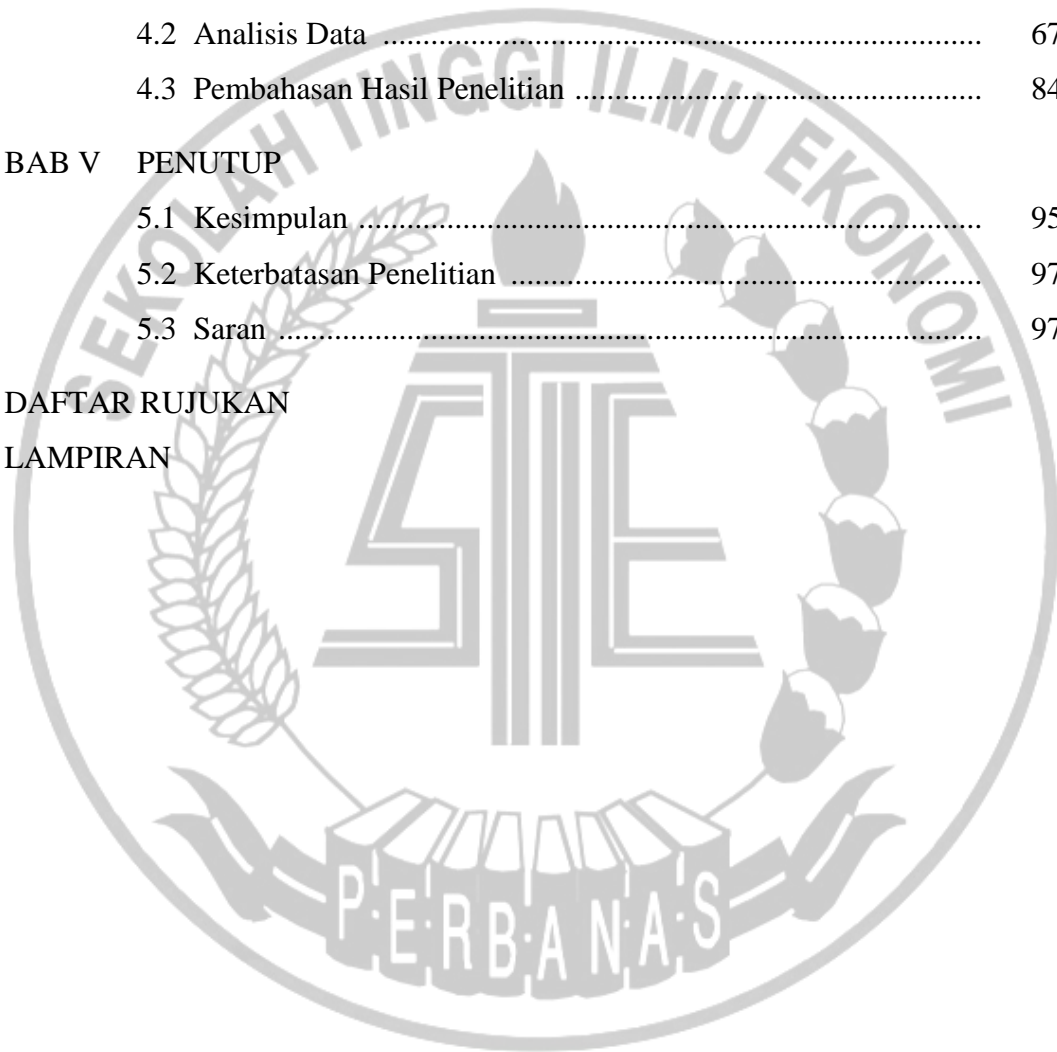 4.2 Analisis Data ........................................................................ 67
4.3 Pembahasan Hasil Penelitian ................................................. 84
BAB V PENUTUP
5.1 Kesimpulan ........................................................................... 95
5.2 Keterbatasan Penelitian ......................................................... 97
5.3 Saran ..................................................................................... 97
DAFTAR RUJUKAN
LAMPIRAN
SEKOLAH TINGGI ILMU EKONOMI
STIE
PERBANAS